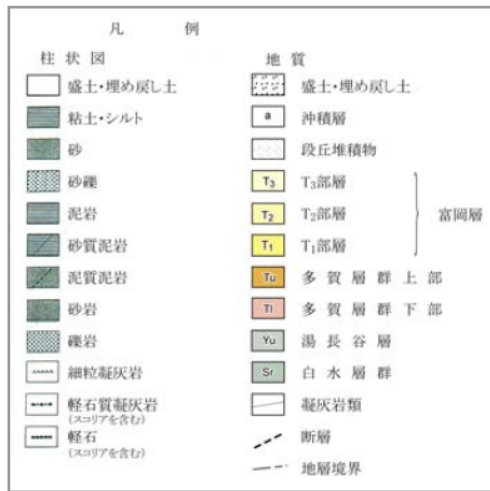 凡 例
柱 状 図
盛土・埋め戻し土
粘土・シルト
砂
砂礫
泥岩
砂質泥岩
泥質泥岩
砂岩
礫岩
細粒凝灰岩
軽石質凝灰岩
(スコリアを含む)
軽石
(スコリアを含む)
地 質
盛土・埋め戻し土
a 沖積層
段丘堆積物
T3 T3部層
T2 T2部層
T1 T1部層
富岡層
Tu 多 賀 層 群 上 部
Tl 多 賀 層 群 下 部
Yu 湯 長 谷 層
Sr 白 水 層 群
凝灰岩類
断層
地層境界